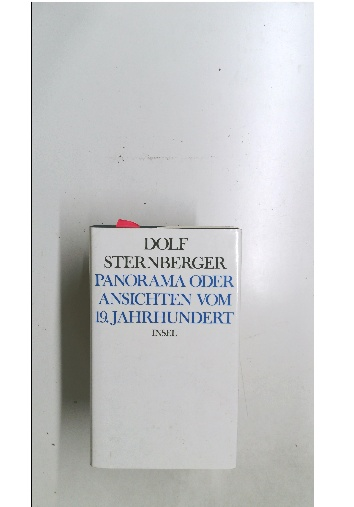 DOLF
STERNBERGER
PANORAMA ODER
ANSICHTEN VOM
19. JAHRHUNDERT
INSEL